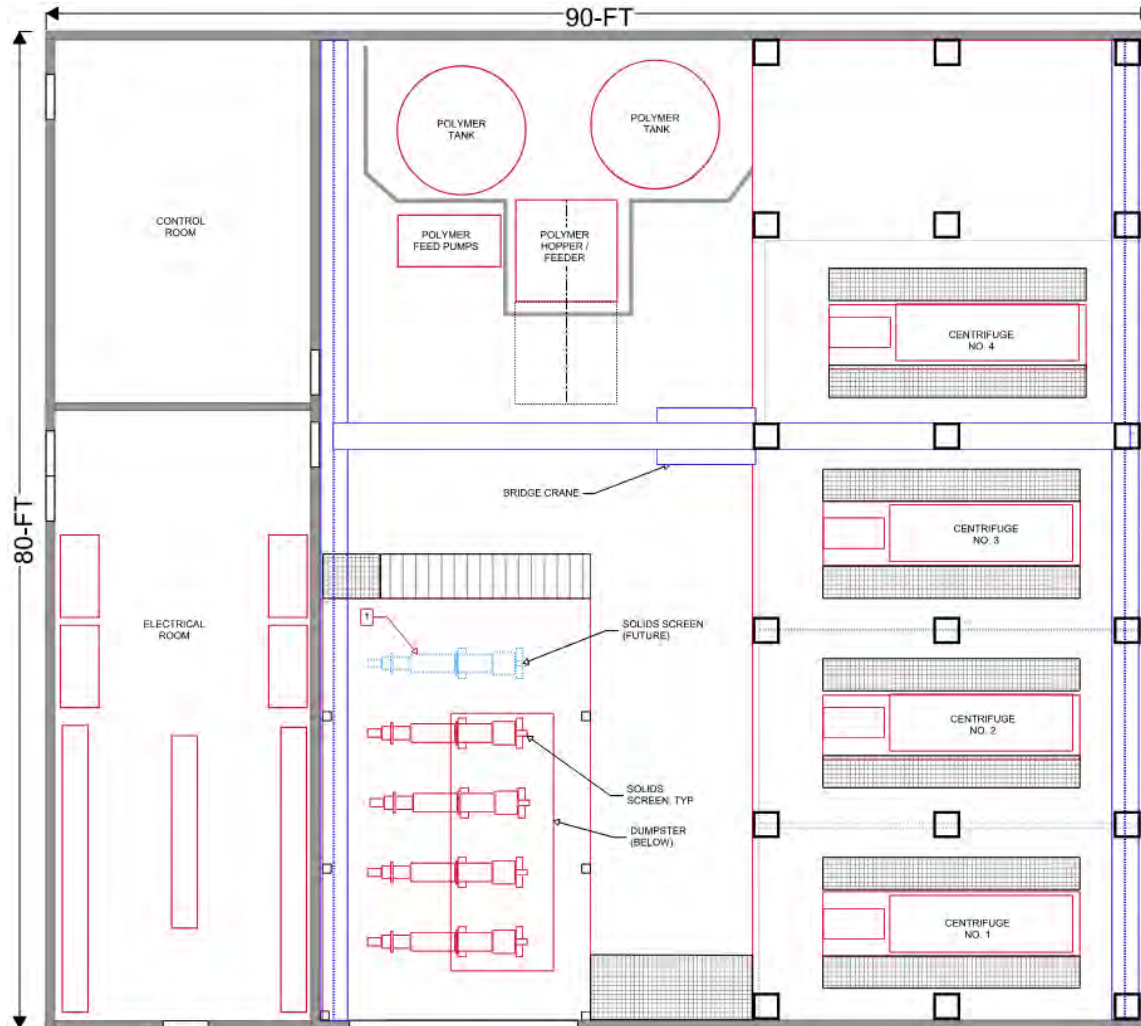 90-FT
80-FT
POLYMER
TANK
POLYMER
TANK
CONTROL
ROOM
POLYMER
FEED PUMPS
POLYMER
HOPPER /
FEEDER
CENTRIFUGE
NO. 4
BRIDGE CRANE
CENTRIFUGE
NO. 3
ELECTRICAL
ROOM
1
SOLIDS SCREEN
(FUTURE)
CENTRIFUGE
NO. 2
SOLIDS
SCREEN, TYP
DUMPSTER
(BELOW)
CENTRIFUGE
NO. 1